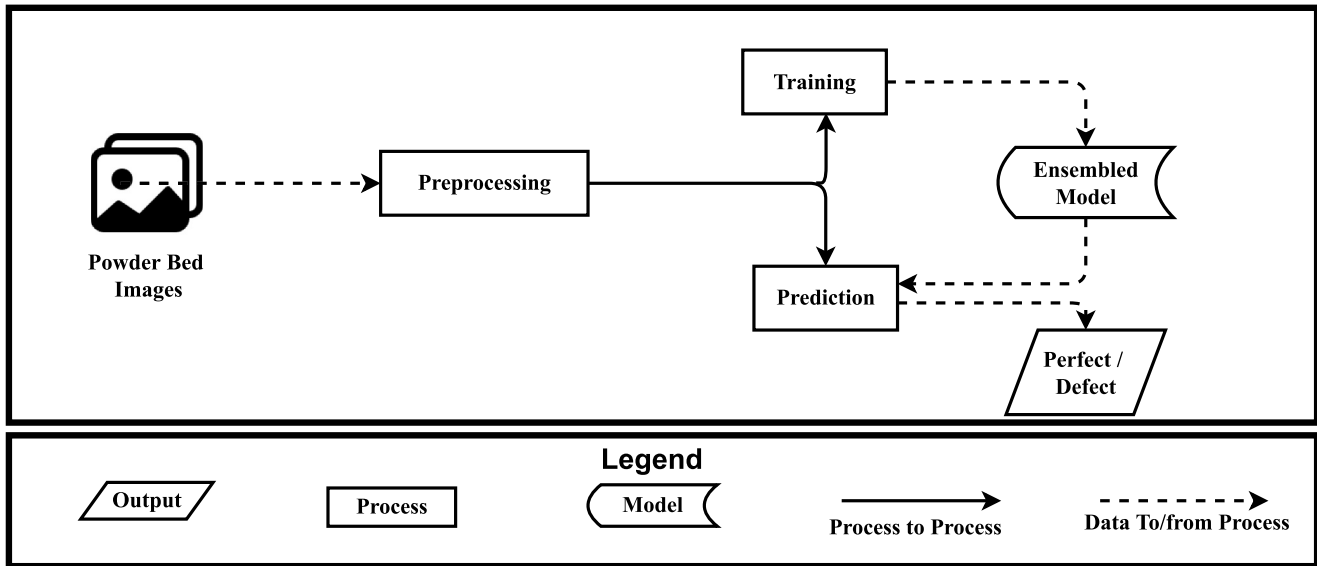 Training
Preprocessing
Ensembled
Model
Powder Bed
Images
Prediction
Perfect /
Defect
Legend
Output
Process
Model
Process to Process
Data To/from Process